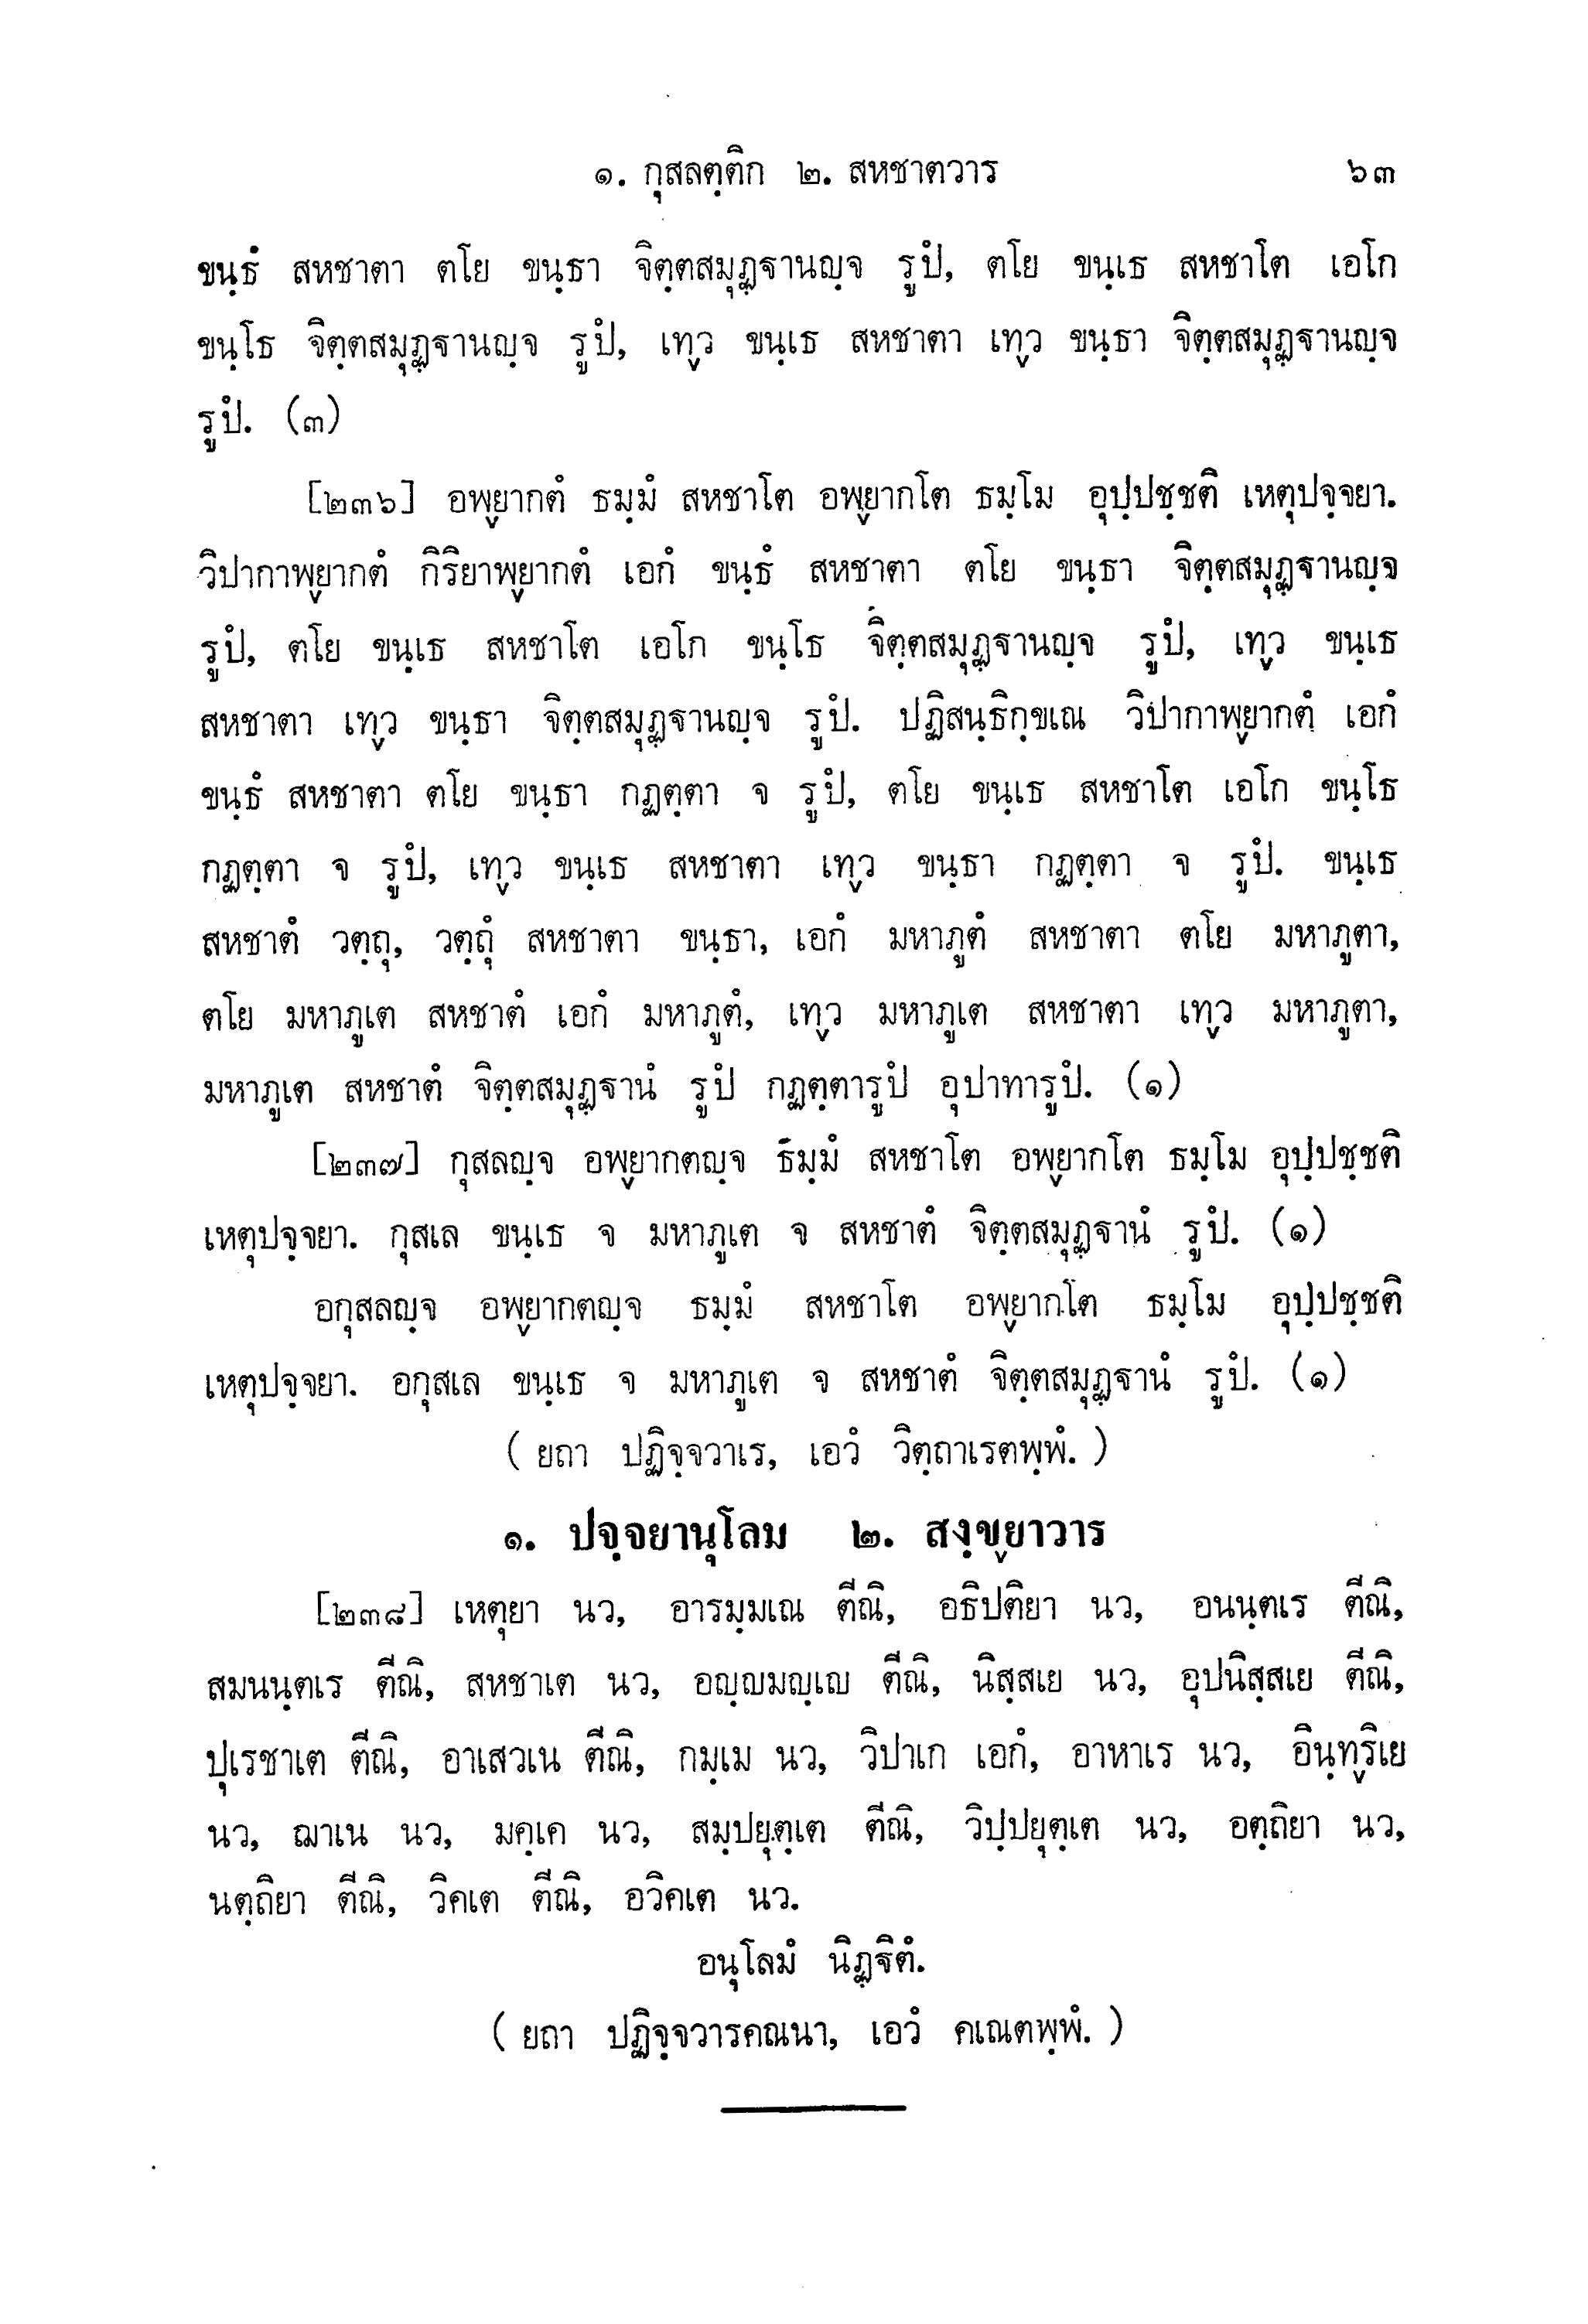 ๑. กุสลตฺติก ๒. สหชาตวาร ๖๓
ขนฺธํ สหชาตา ตโย ขนฺธา จิตฺตสมุฏฺฐานญฺจ รูปํ, ตโย ขนฺเธ สหชาโต เอโก
ขนฺโธ จิตฺตสมุฏฺฐานญฺจ รูปํ, เทฺว ขนฺเธ สหชาตา เทฺว ขนฺธา จิตฺตสมุฏฺฐานญฺจ
รูปํ. (๓)
[๒๓๖] อพฺยากตํ ธมฺมํ สหชาโต อพฺยากโต ธมฺโม อุปฺปชฺชติ เหตุปจฺจยา.
วิปากาพฺยากตํ กิริยาพฺยากตํ เอกํ ขนฺธํ สหชาตา ตโย ขนฺธา จิตฺตสมุฏฺฐานญฺจ
รูปํ, ตโย ขนฺเธ สหชาโต เอโก ขนฺโธ จิตฺตสมุฏฺฐานญฺจ รูปํ, เทฺว ขนฺเธ
สหชาตา เทฺว ขนฺธา จิตฺตสมุฏฺฐานญฺจ รูปํ. ปฏิสนฺธิกฺขเณ วิปากาพฺยากตํ เอกํ
ขนฺธํ สหชาตา ตโย ขนฺธา กฏตฺตา จ รูปํ, ตโย ขนฺเธ สหชาโต เอโก ขนฺโธ
กฏตฺตา จ รูปํ, เทฺว ขนฺเธ สหชาตา เทฺว ขนฺธา กฏตฺตา จ รูปํ. ขนฺเธ
สหชาตํ วตฺถุ, วตฺถุํ สหชาตา ขนฺธา, เอกํ มหาภูตํ สหชาตา ตโย มหาภูตา,
ตโย มหาภูเต สหชาตํ เอกํ มหาภูตํ, เทฺว มหาภูเต สหชาตา เทฺว มหาภูตา,
มหาภูเต สหชาตํ จิตฺตสมุฏฺฐานํ รูปํ กฏตฺตารูปํ อุปาทารูปํ. (๑)
[๒๓๗] กุสลญฺจ อพฺยากตญฺจ ธมฺมํ สหชาโต อพฺยากโต ธมฺโม อุปฺปชฺชติ
เหตุปจฺจยา. กุสเล ขนฺเธ จ มหาภูเต จ สหชาตํ จิตฺตสมุฏฺฐานํ รูปํ. (๑)
อกุสลญฺจ อพฺยากตญฺจ ธมฺมํ สหชาโต อพฺยากโต ธมฺโม อุปฺปชฺชติ
เหตุปจฺจยา. อกุสเล ขนฺเธ จ มหาภูเต จ สหชาตํ จิตฺตสมุฏฺฐานํ รูปํ. (๑)
( ยถา ปฏิจฺจวาเร, เอวํ วิตฺถาเรตพฺพํ. )
๑. ปจฺจยานุโลม ๒. สงฺขฺยาวาร
[๒๓๘] เหตุยา นว, อารมฺมเณ ตีณิ, อธิปติยา นว, อนนฺตเร ตีณิ,
สมนนฺตเร ตีณิ, สหชาเต นว, อญฺญมญฺเญ ตีณิ, นิสฺสเย นว, อุปนิสฺสเย ตีณิ,
ปุเรชาเต ตีณิ, อาเสวเน ตีณิ, กมฺเม นว, วิปาเก เอกํ, อาหาเร นว, อินฺทฺริเย
นว, ฌาเน นว, มคฺเค นว, สมฺปยุตฺเต ตีณิ, วิปฺปยุตฺเต นว, อตฺถิยา นว,
นตฺถิยา ตีณิ, วิคเต ตีณิ, อวิคเต นว.
อนุโลมํ นิฏฺฐิตํ.
( ยถา ปฏิจฺจวารคณนา, เอวํ คเณตพฺพํ. )